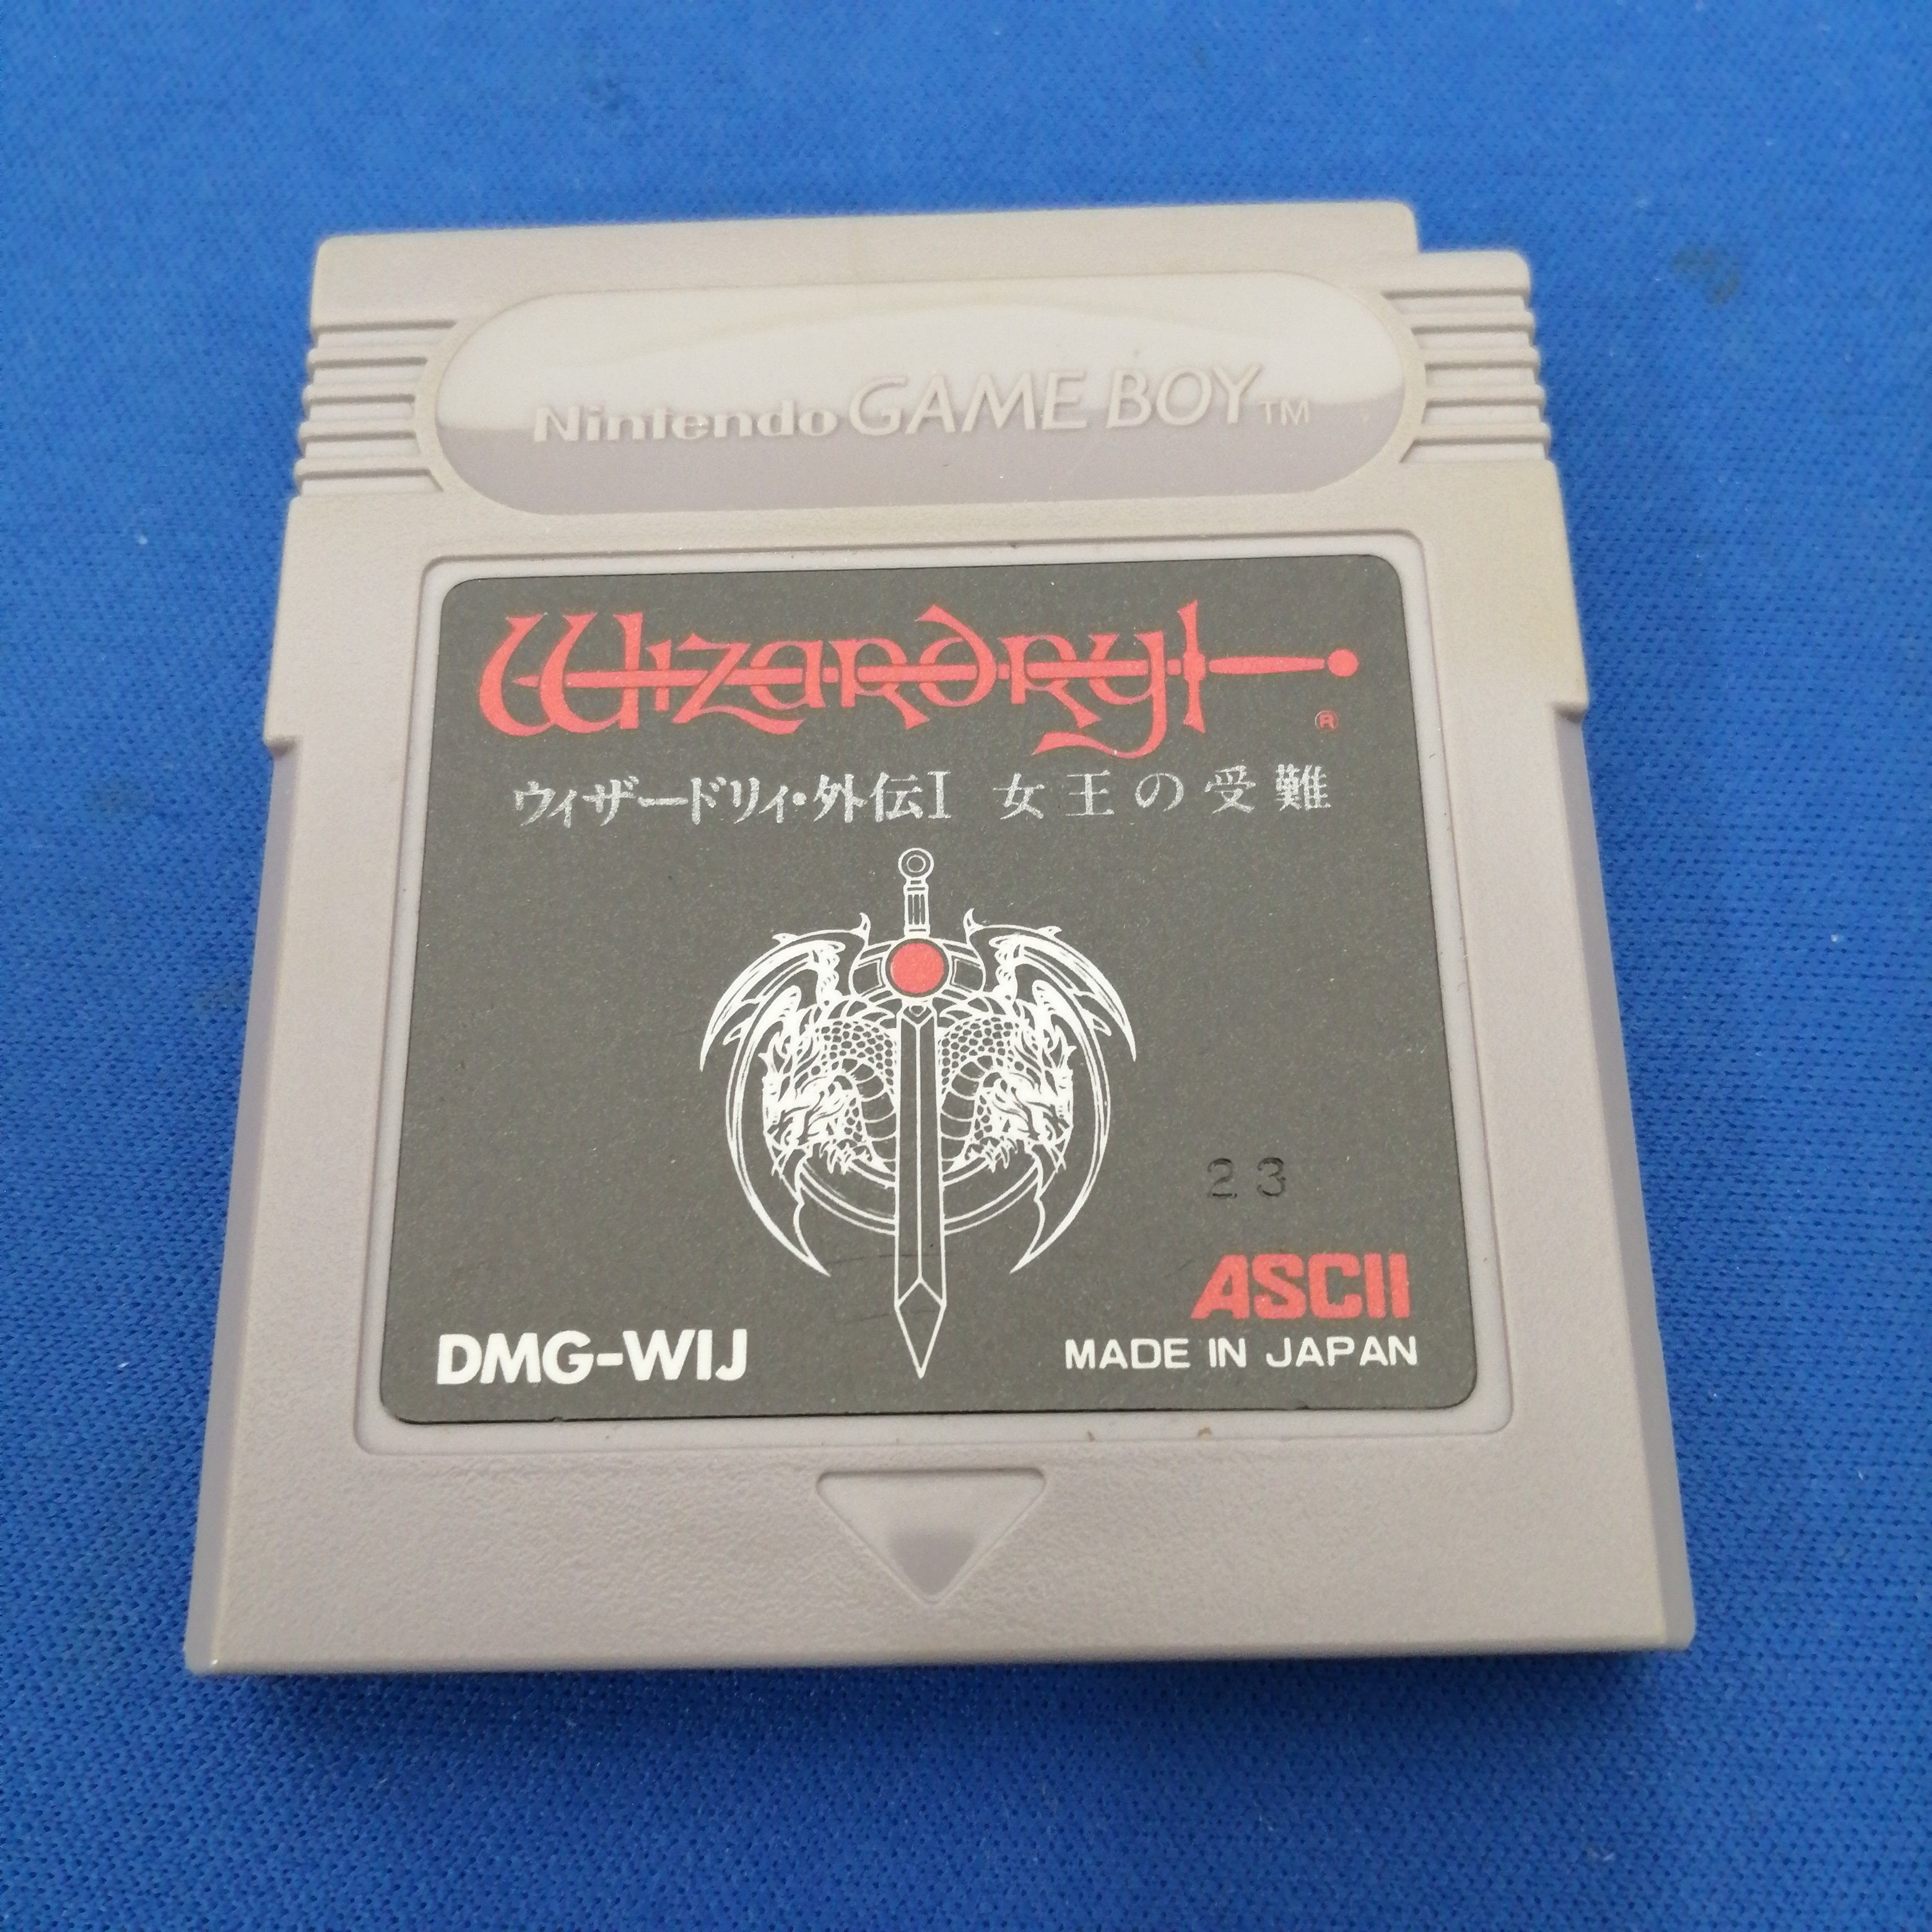 Nintendo GAME BOY™
Wizardry®
ウィザードリィ・外伝I 女王の受難
23
ASCII
DMG-WIJ MADE IN JAPAN